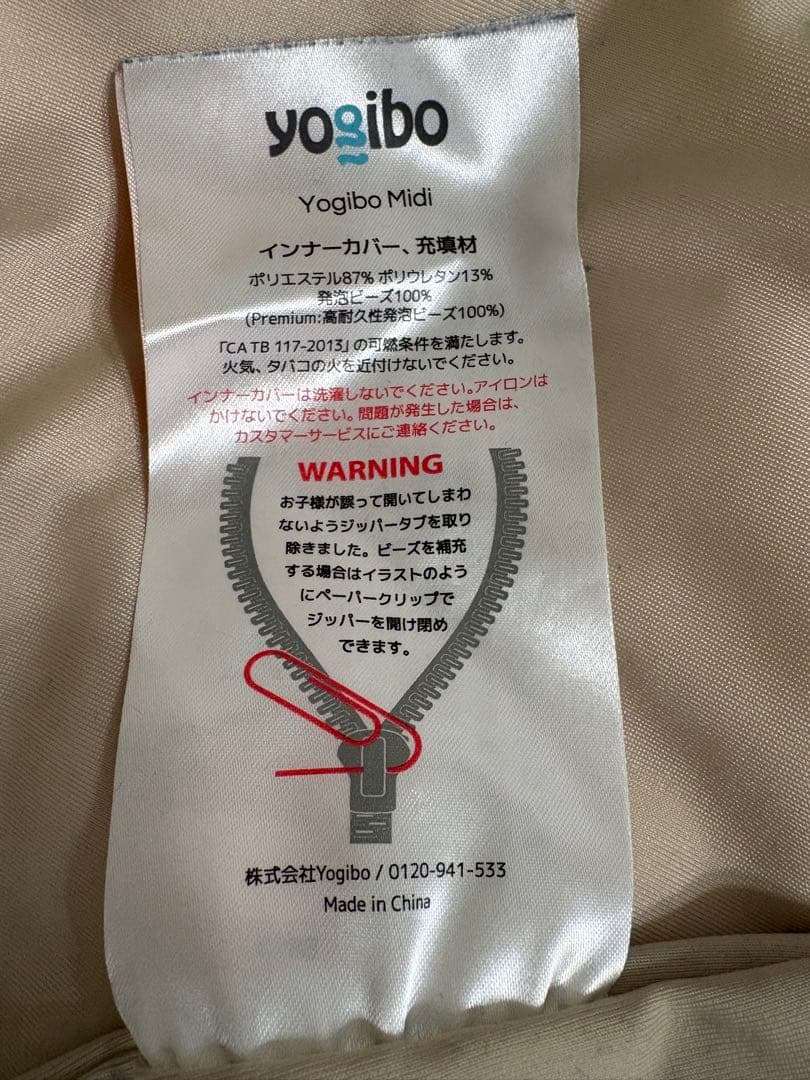 yogibo
Yogibo Midi
インナーカバー、充填材
ポリエステル87% ポリウレタン13%
発泡ビーズ100%
(Premium:高耐久性発泡ビーズ100%)
「CA TB 117-2013」の可燃条件を満たします。
火気、タバコの火を近付けないでください。
インナーカバーは洗濯しないでください。アイロンは
かけないでください。問題が発生した場合は、
カスタマーサービスにご連絡ください。
WARNING
お子様が誤って開いてしまわ
ないようジッパータブを取り
除きました。ビーズを補充
する場合はイラストのよう
にペーパークリップで
ジッパーを開け閉め
できます。
株式会社Yogibo / 0120-941-533
Made in China